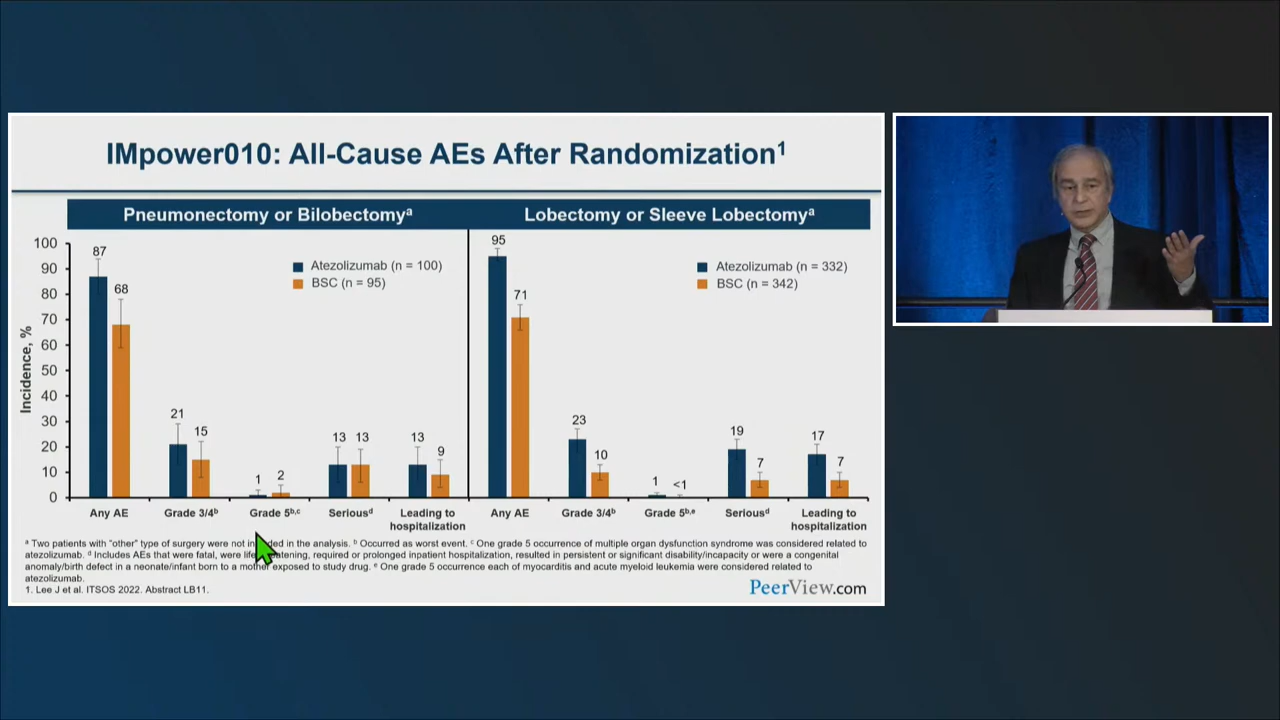 IMpower010: All-Cause AEs After Randomization1
Pneumonectomy or Bilobectomya
Lobectomy or Sleeve Lobectomya
Incidence, %
100
90
80
70
60
50
40
30
20
10
0
Atezolizumab (n = 100)
BSC (n = 95)
87
68
21
15
1
2
13
13
13
9
Any AE
Grade 3/4b
Grade 5b,c
Seriousd
Leading to
hospitalization
Atezolizumab (n = 332)
BSC (n = 342)
95
71
23
10
1
<1
19
7
17
7
Any AE
Grade 3/4b
Grade 5b,e
Seriousd
Leading to
hospitalization
a Two patients with "other" type of surgery were not in ed in the analysis. b Occurred as worst event. c One grade 5 occurrence of multiple organ dysfunction syndrome was considered related to
atezolizumab. d Includes AEs that were fatal, were life tening, required or prolonged inpatient hospitalization, resulted in persistent or significant disability/incapacity or were a congenital
anomaly/birth defect in a neonate/infant born to a mother exposed to study drug. e One grade 5 occurrence each of myocarditis and acute myeloid leukemia were considered related to
atezolizumab.
1. Lee J et al. ITSOS 2022. Abstract LB11.
PeerView.com